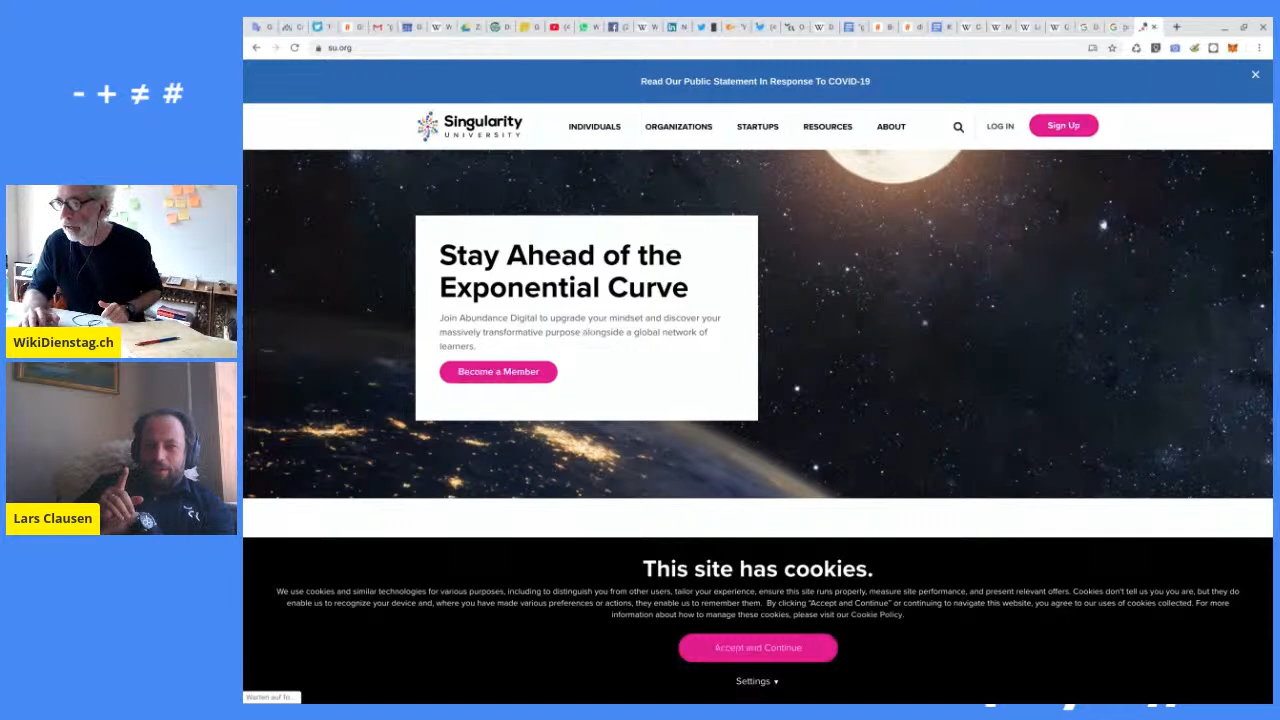 - + ≠ #
WikiDienstag.ch
Lars Clausen
su.org
Read Our Public Statement In Response To COVID-19
Singularity
UNIVERSITY
INDIVIDUALS
ORGANIZATIONS
STARTUPS
RESOURCES
ABOUT
LOG IN
Sign Up
Stay Ahead of the
Exponential Curve
Join Abundance Digital to upgrade your mindset and discover your
massively transformative purpose alongside a global network of
learners.
Become a Member
This site has cookies.
We use cookies and similar technologies for various purposes, including to distinguish you from other users, tailor your experience, ensure this site runs properly, measure site performance, and present relevant offers. Cookies don't tell us you you are, but they do
enable us to recognize your device and, where you have made various preferences or actions, they enable us to remember them. By clicking "Accept and Continue" or continuing to navigate this website, you agree to our uses of cookies collected. For more
information about how to manage these cookies, please visit our Cookie Policy.
Accept and Continue
Settings ▼
Warten auf fo...